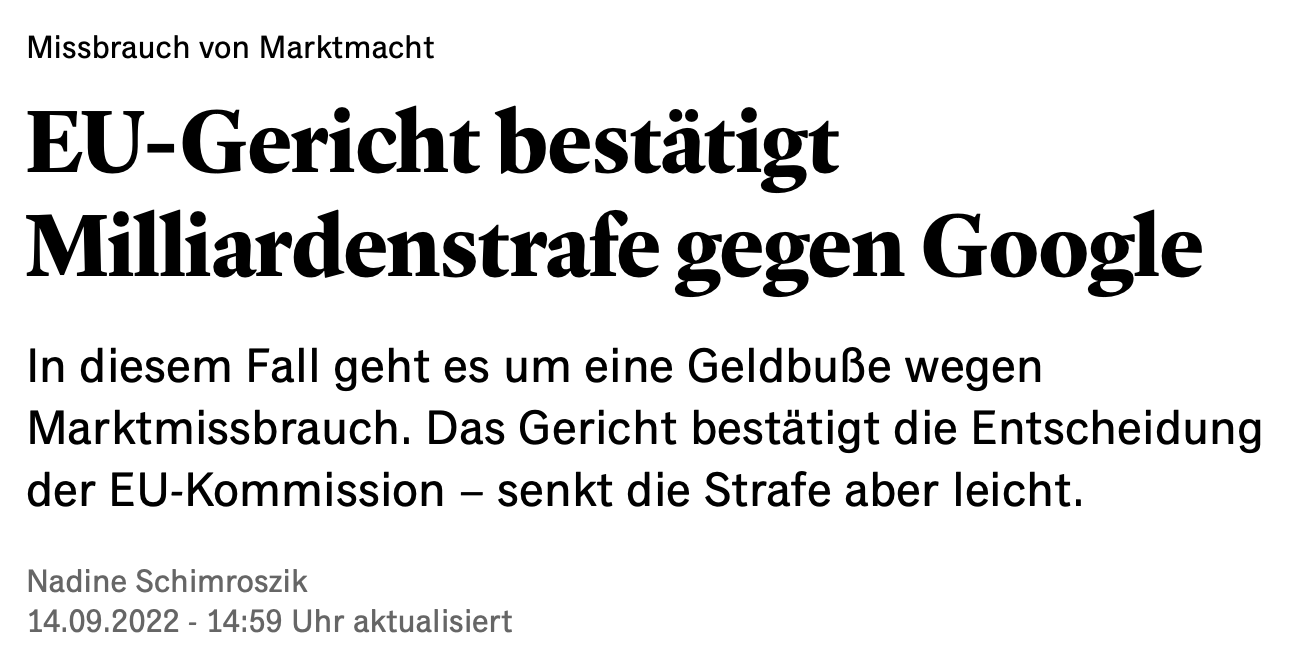 Missbrauch von Marktmacht
EU-Gericht bestätigt
Milliardenstrafe gegen Google
In diesem Fall geht es um eine Geldbuße wegen
Marktmissbrauch. Das Gericht bestätigt die Entscheidung
der EU-Kommission – senkt die Strafe aber leicht.
Nadine Schimroszik
14.09.2022 - 14:59 Uhr aktualisiert